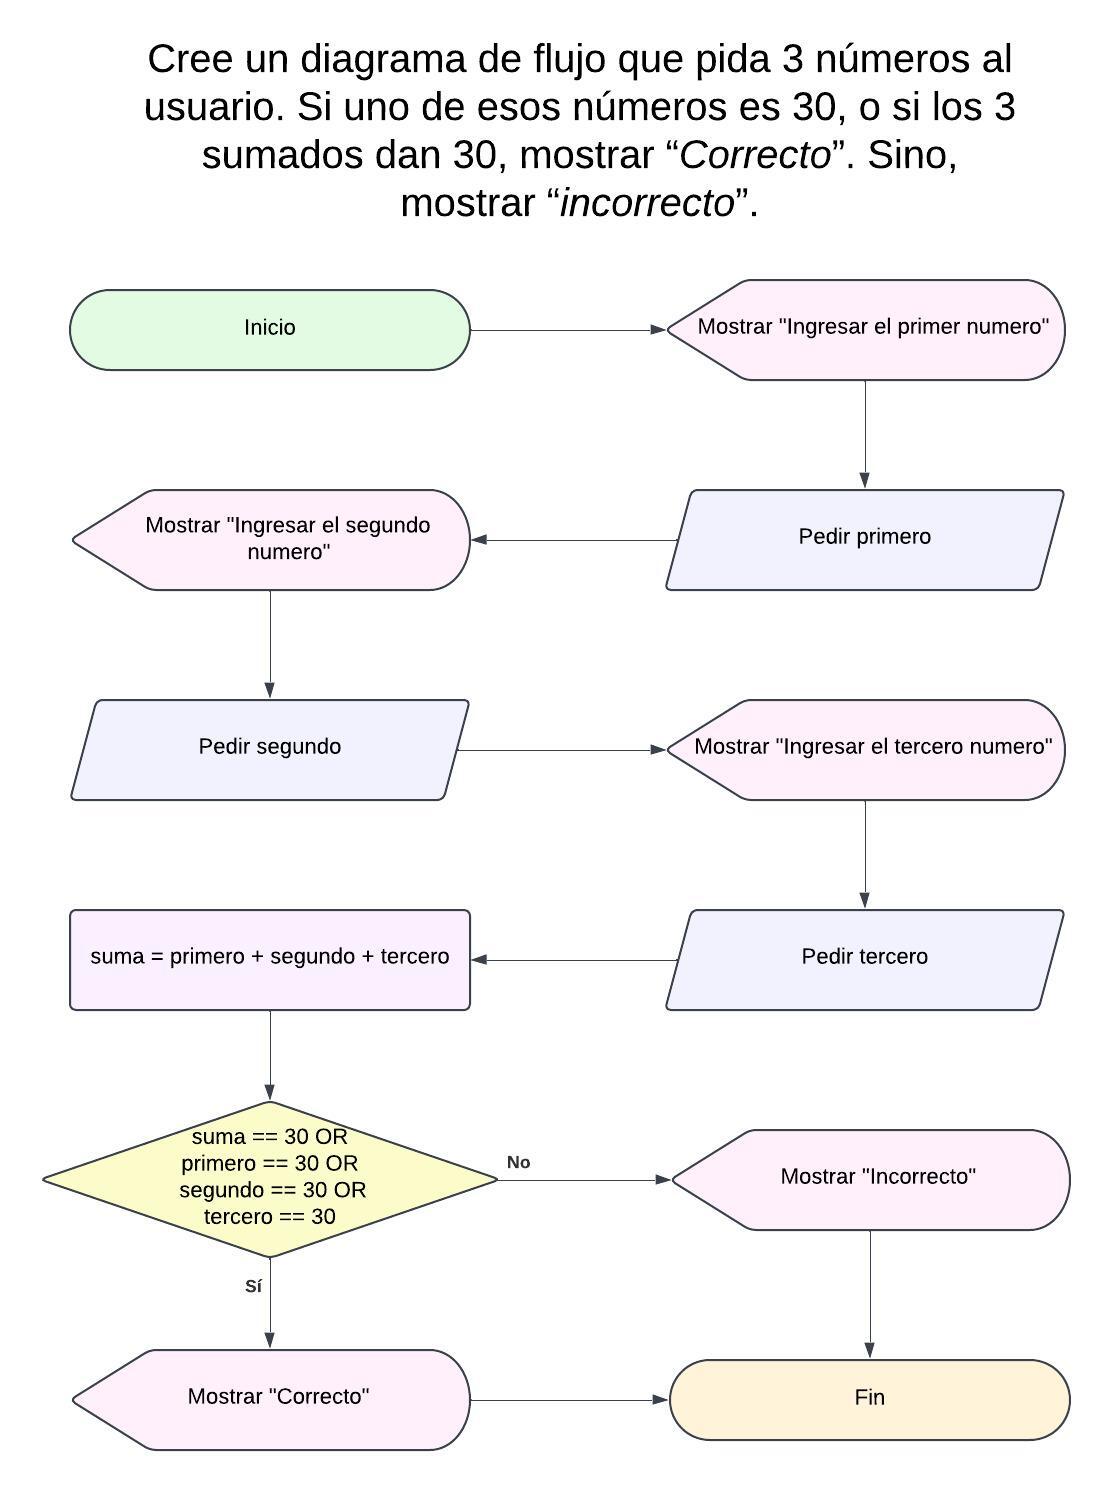 Cree un diagrama de flujo que pida 3 números al
usuario. Si uno de esos números es 30, o si los 3
sumados dan 30, mostrar “Correcto”. Sino,
mostrar “incorrecto”.
Inicio
Mostrar "Ingresar el primer numero"
Pedir primero
Mostrar "Ingresar el segundo
numero"
Pedir segundo
Mostrar "Ingresar el tercero numero"
Pedir tercero
suma = primero + segundo + tercero
suma == 30 OR
primero == 30 OR
segundo == 30 OR
tercero == 30
No
Mostrar "Incorrecto"
Sí
Mostrar "Correcto"
Fin